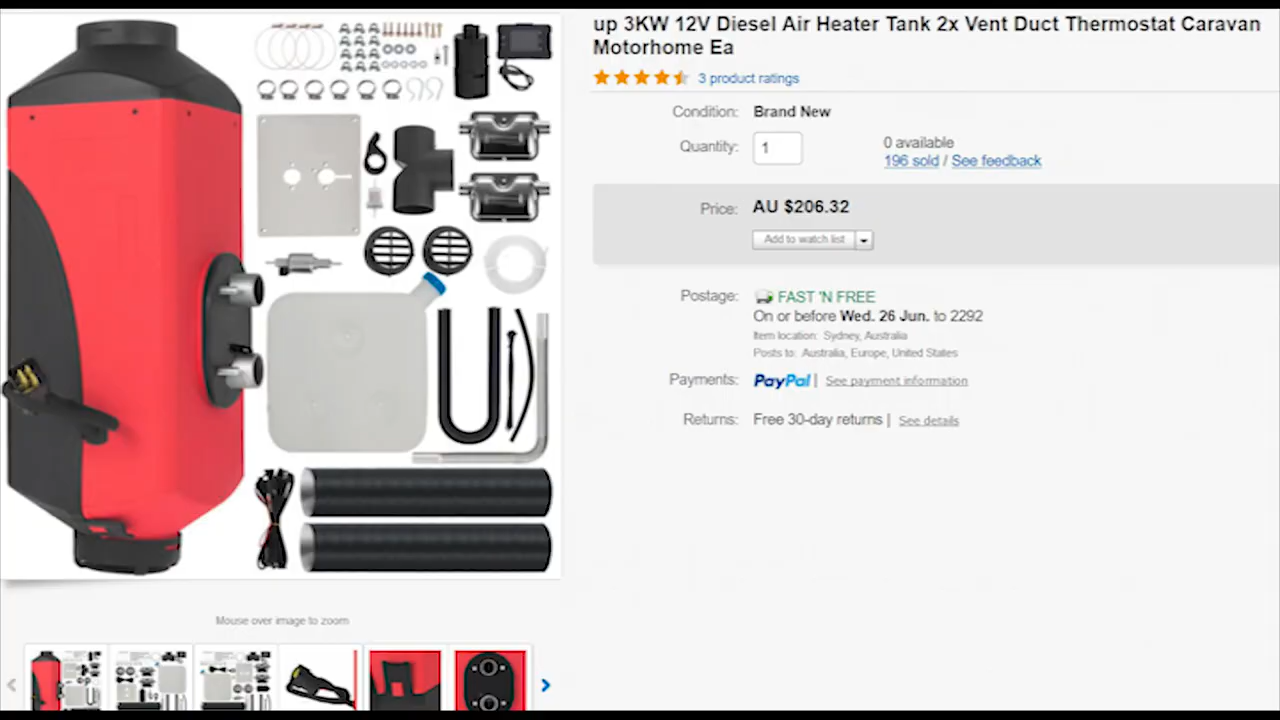 up 3KW 12V Diesel Air Heater Tank 2x Vent Duct Thermostat Caravan
Motorhome Ea
3 product ratings
Condition: Brand New
Quantity: 1
0 available
196 sold / See feedback
Price: AU $206.32
Add to watch list
Postage: FAST 'N FREE
On or before Wed. 26 Jun. to 2292
Item location: Sydney, Australia
Posts to: Australia, Europe, United States
Payments: PayPal | See payment information
Returns: Free 30-day returns | See details
Mouse over image to zoom